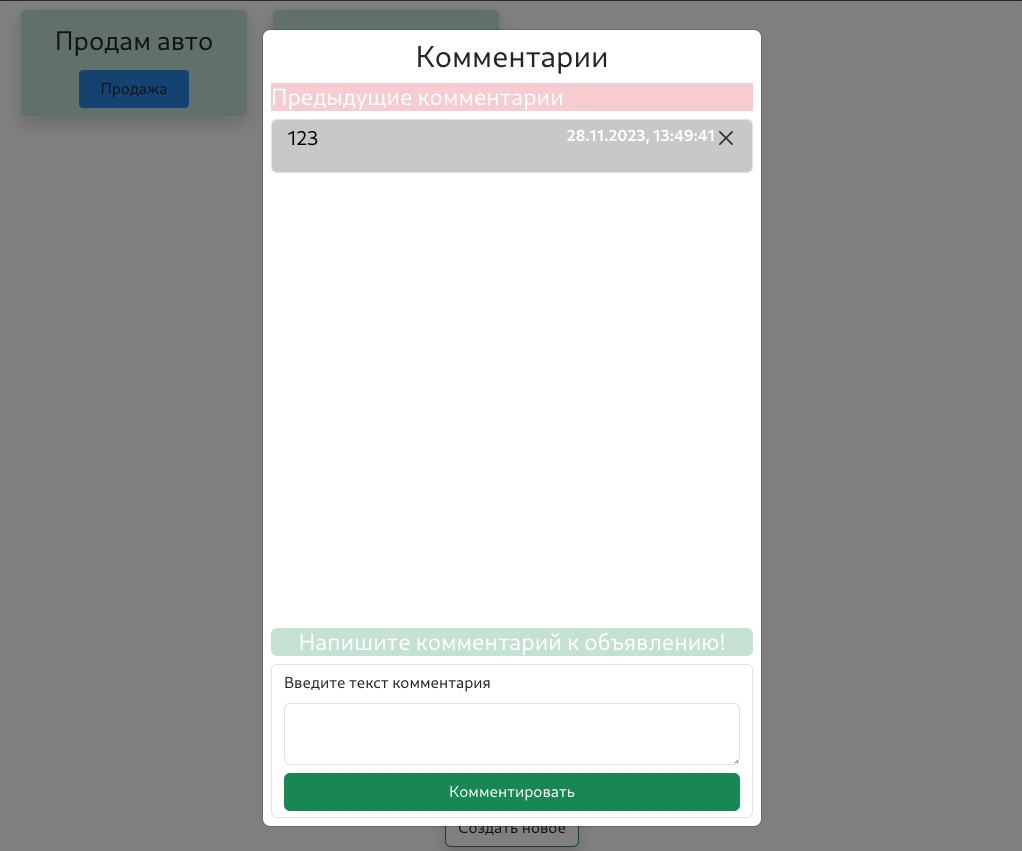 Продам авто
Продажа
Комментарии
Предыдущие комментарии
123
28.11.2023, 13:49:41
Напишите комментарий к объявлению!
Введите текст комментария
Комментировать
Создать новое